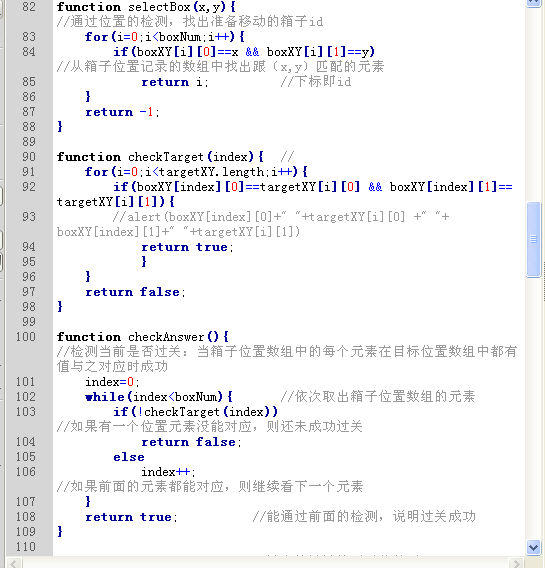 82 function selectBox(x,y){
//通过位置的检测，找出准备移动的箱子id
83 for(i=0;i<boxNum;i++){
84 if(boxXY[i][0]==x && boxXY[i][1]==y)
//从箱子位置记录的数组中找出跟（x,y）匹配的元素
85 return i; //下标即id
86 }
87 return -1;
88 }
89
90 function checkTarget(index){ //
91 for(i=0;i<targetXY.length;i++){
92 if(boxXY[index][0]==targetXY[i][0] && boxXY[index][1]==
targetXY[i][1]){
93 //alert(boxXY[index][0]+" "+targetXY[i][0] +" "+
boxXY[index][1]+" "+targetXY[i][1])
94 return true;
95 }
96 }
97 return false;
98 }
99
100 function checkAnswer(){
//检测当前是否过关：当箱子位置数组中的每个元素在目标位置数组中都有
值与之对应时成功
101 index=0;
102 while(index<boxNum){ //依次取出箱子位置数组的元素
103 if(!checkTarget(index))
//如果有一个位置元素没能对应，则还未成功过关
104 return false;
105 else
106 index++;
//如果前面的元素都能对应，则继续看下一个元素
107 }
108 return true; //能通过前面的检测，说明过关成功
109 }
110